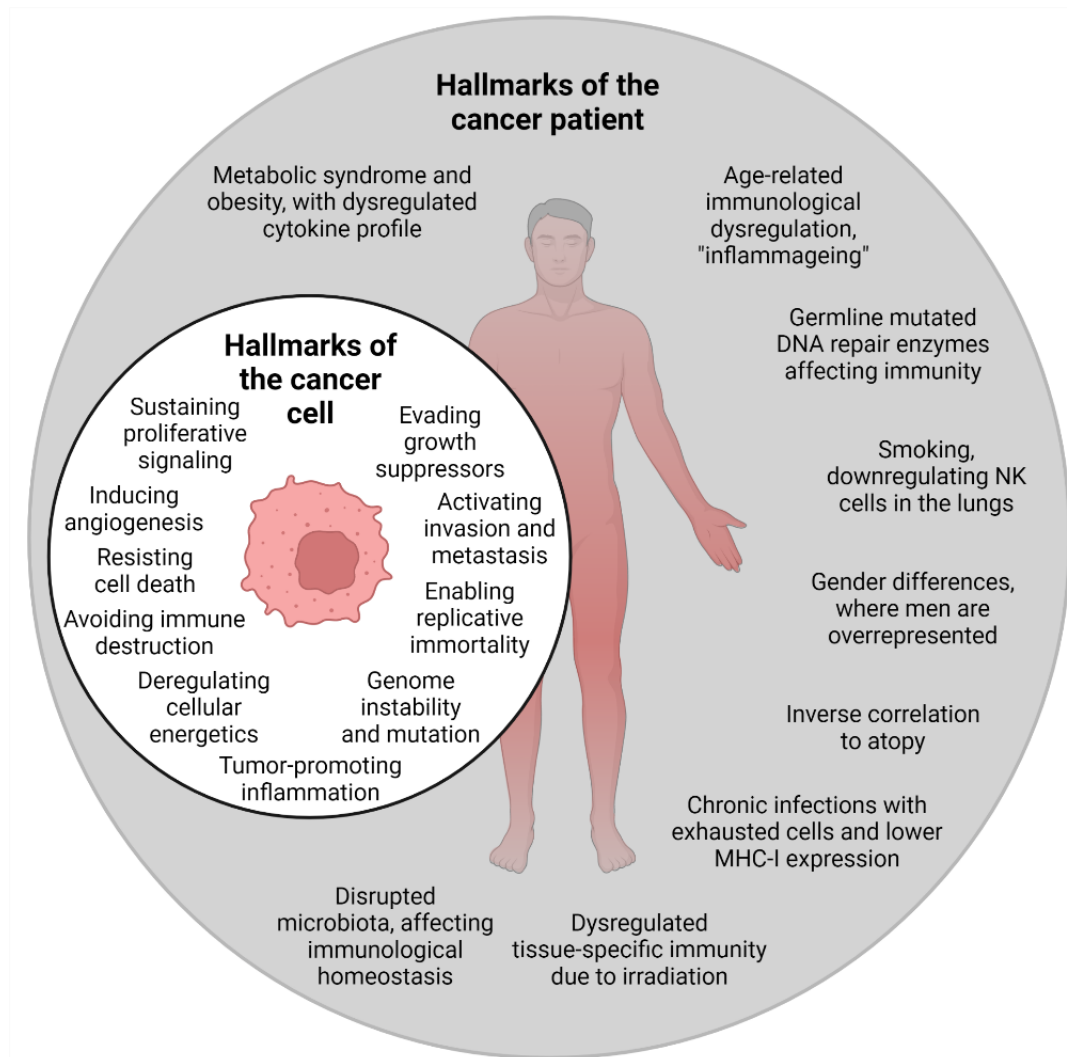 Hallmarks of the
cancer patient
Metabolic syndrome and
obesity, with dysregulated
cytokine profile
Age-related
immunological
dysregulation,
"inflammageing"
Germline mutated
DNA repair enzymes
affecting immunity
Smoking,
downregulating NK
cells in the lungs
Gender differences,
where men are
overrepresented
Inverse correlation
to atopy
Chronic infections with
exhausted cells and lower
MHC-I expression
Dysregulated
tissue-specific immunity
due to irradiation
Disrupted
microbiota, affecting
immunological
homeostasis
Hallmarks of
the cancer
cell
Sustaining
proliferative
signaling
Evading
growth
suppressors
Inducing
angiogenesis
Activating
invasion and
metastasis
Resisting
cell death
Enabling
replicative
immortality
Avoiding immune
destruction
Deregulating
cellular
energetics
Genome
instability
and mutation
Tumor-promoting
inflammation